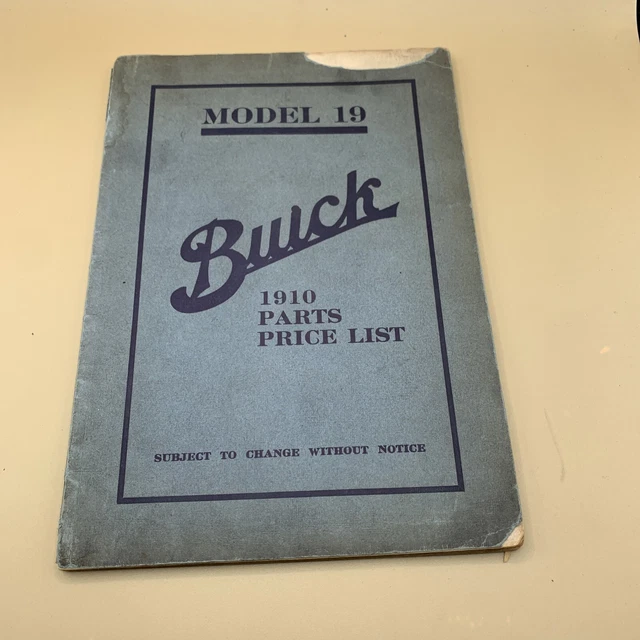 MODEL 19
Buick
1910
PARTS
PRICE LIST
SUBJECT TO CHANGE WITHOUT NOTICE